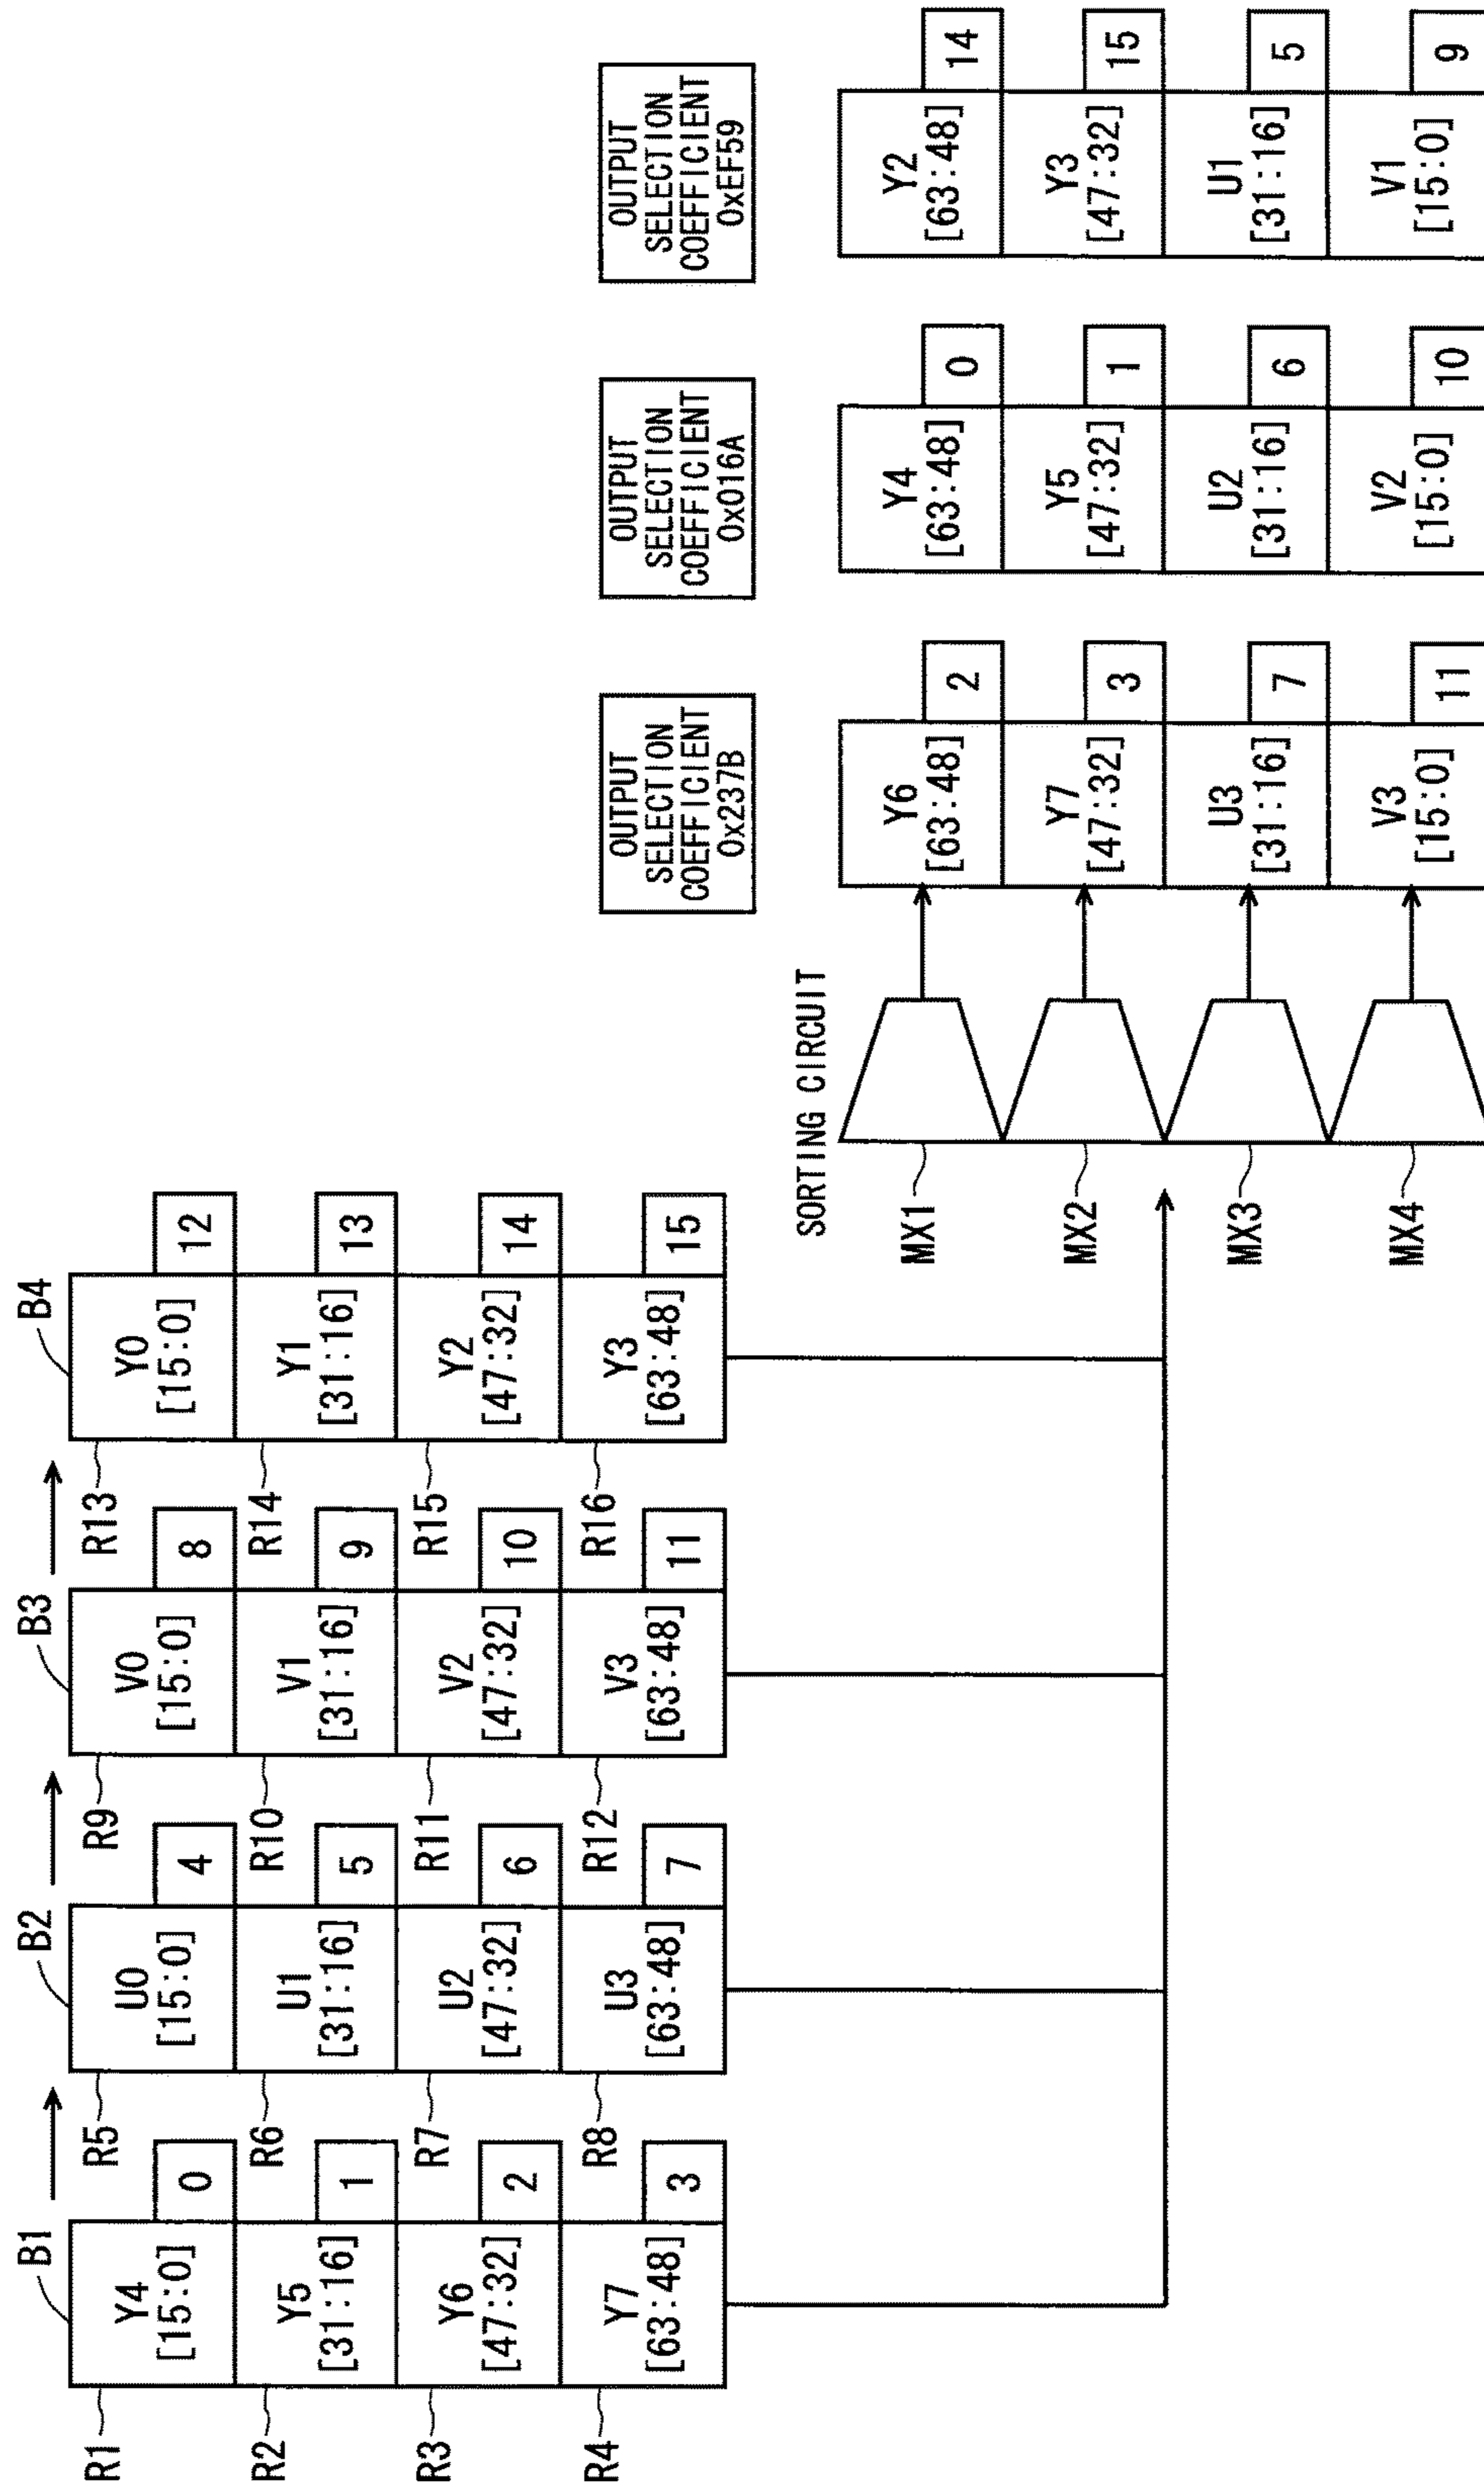 B1
B2
B3
B4
R1
Y4
[15:0]
0
R5
U0
[15:0]
4
R9
V0
[15:0]
8
R13
Y0
[15:0]
12
R2
Y5
[31:16]
1
R6
U1
[31:16]
5
R10
V1
[31:16]
9
R14
Y1
[31:16]
13
R3
Y6
[47:32]
2
R7
U2
[47:32]
6
R11
V2
[47:32]
10
R15
Y2
[47:32]
14
R4
Y7
[63:48]
3
R8
U3
[63:48]
7
R12
V3
[63:48]
11
R16
Y3
[63:48]
15
OUTPUT
SELECTION
COEFFICIENT
0x237B
OUTPUT
SELECTION
COEFFICIENT
0x016A
OUTPUT
SELECTION
COEFFICIENT
0xEF59
SORTING CIRCUIT
MX1
Y6
[63:48]
2
Y4
[63:48]
0
Y2
[63:48]
14
MX2
Y7
[47:32]
3
Y5
[47:32]
1
Y3
[47:32]
15
MX3
U3
[31:16]
7
U2
[31:16]
6
U1
[31:16]
5
MX4
V3
[15:0]
11
V2
[15:0]
10
V1
[15:0]
9